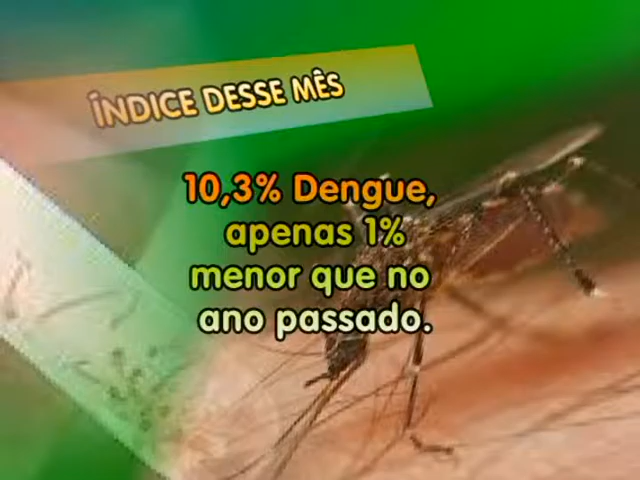 ÍNDICE DESSE MÊS
10,3% Dengue,
apenas 1%
menor que no
ano passado.